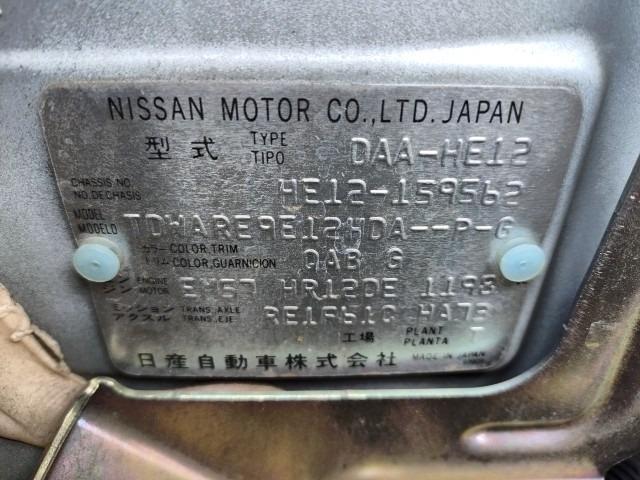 NISSAN MOTOR CO.,LTD. JAPAN
型式 TYPE TIPO DAA-HE12
CHASSIS NO. NO. DE CHASIS HE12-159562
MODEL MODELO TDWARE9E12HDA--P-G
カラー トリム COLOR, TRIM COLOR, GUARNICION QAB G
エンジン ENGINE MOTOR EM57 HR12DE 1198
ミッション アクスル TRANS. AXLE TRANS. EJE RE1F61C HA73
工場 PLANT PLANTA T
日産自動車株式会社 MADE IN JAPAN